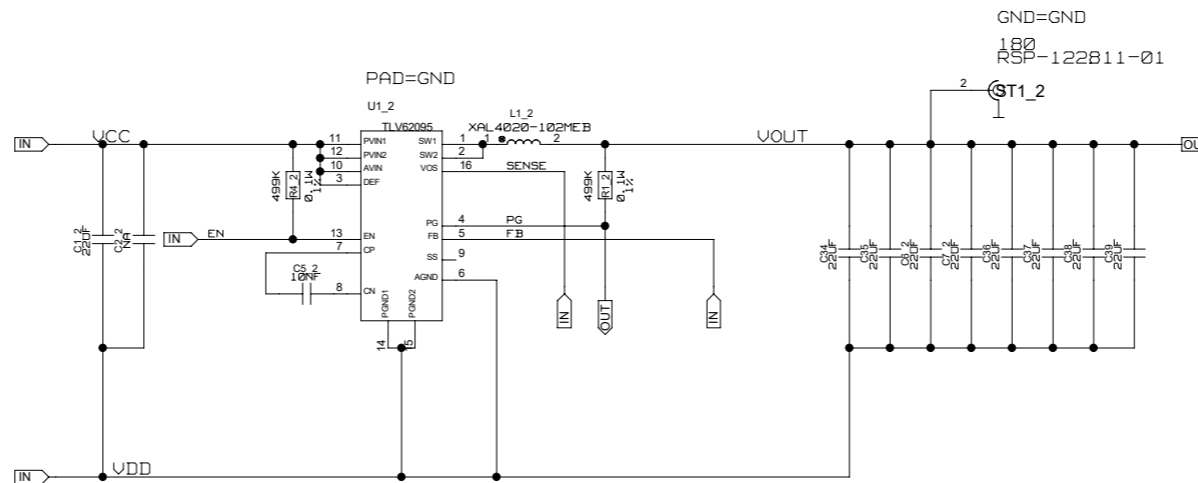 GND=GND
180
RSP-122811-01
2
ST1_2
PAD=GND
U1_2
TLV62095
L1_2
XAL4020-102MEB
IN
VCC
11
PVIN1
SW1
1
1
2
VOUT
OU
12
PVIN2
SW2
2
10
AVIN
VOS
16
SENSE
3
DEF
499K
R4_2
0.1W
0.1%
499K
R1_2
0.1W
0.1%
PG
4
PG
IN
EN
13
EN
FB
5
FB
7
CP
SS
9
C5_2
10NF
AGND
6
8
CN
PGND1
PGND2
14
15
C1_2
22UF
C2_2
NA
C34
22UF
C35
22UF
C6_2
22UF
C7_2
22UF
C36
22UF
C37
22UF
C38
22UF
C39
22UF
IN
OUT
IN
IN
VDD